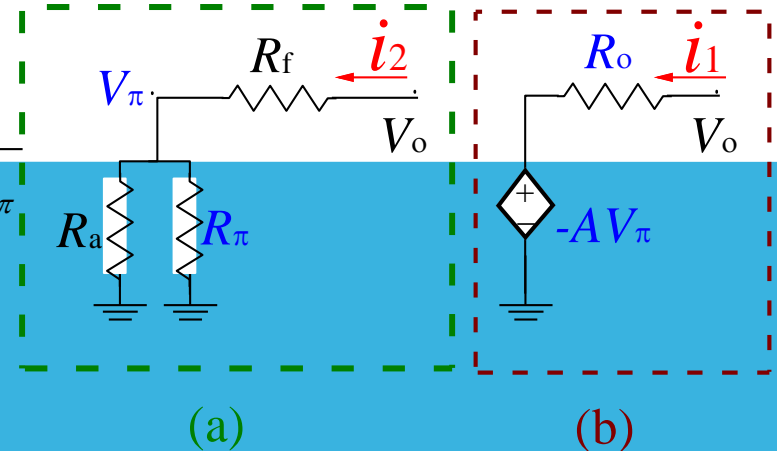 Rf i2 Ro i1
Vπ Vo Vo
π
Ra Rπ + − -AVπ
(a) (b)